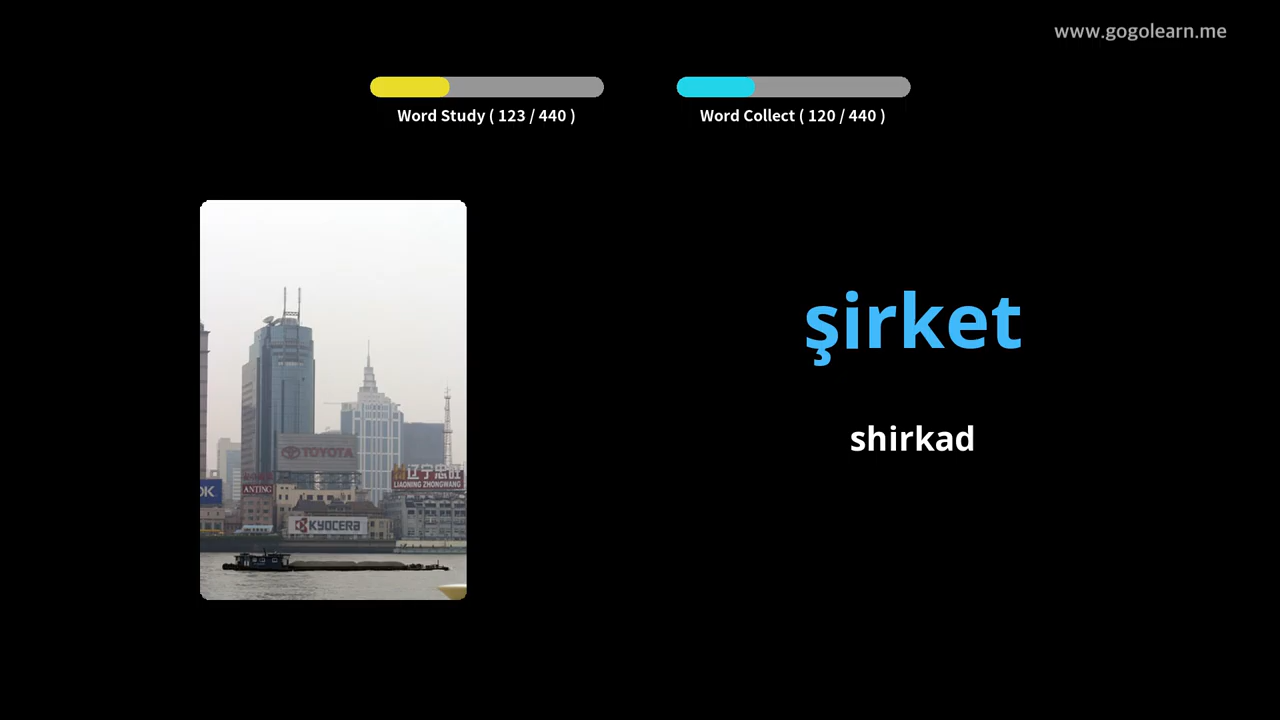 www.gogolearn.me
Word Study ( 123 / 440 )
Word Collect ( 120 / 440 )
şirket
shirkad
TOYOTA
OK
ANTING
辽宁忠旺
LIAONING ZHONGWANG
KYOCERA